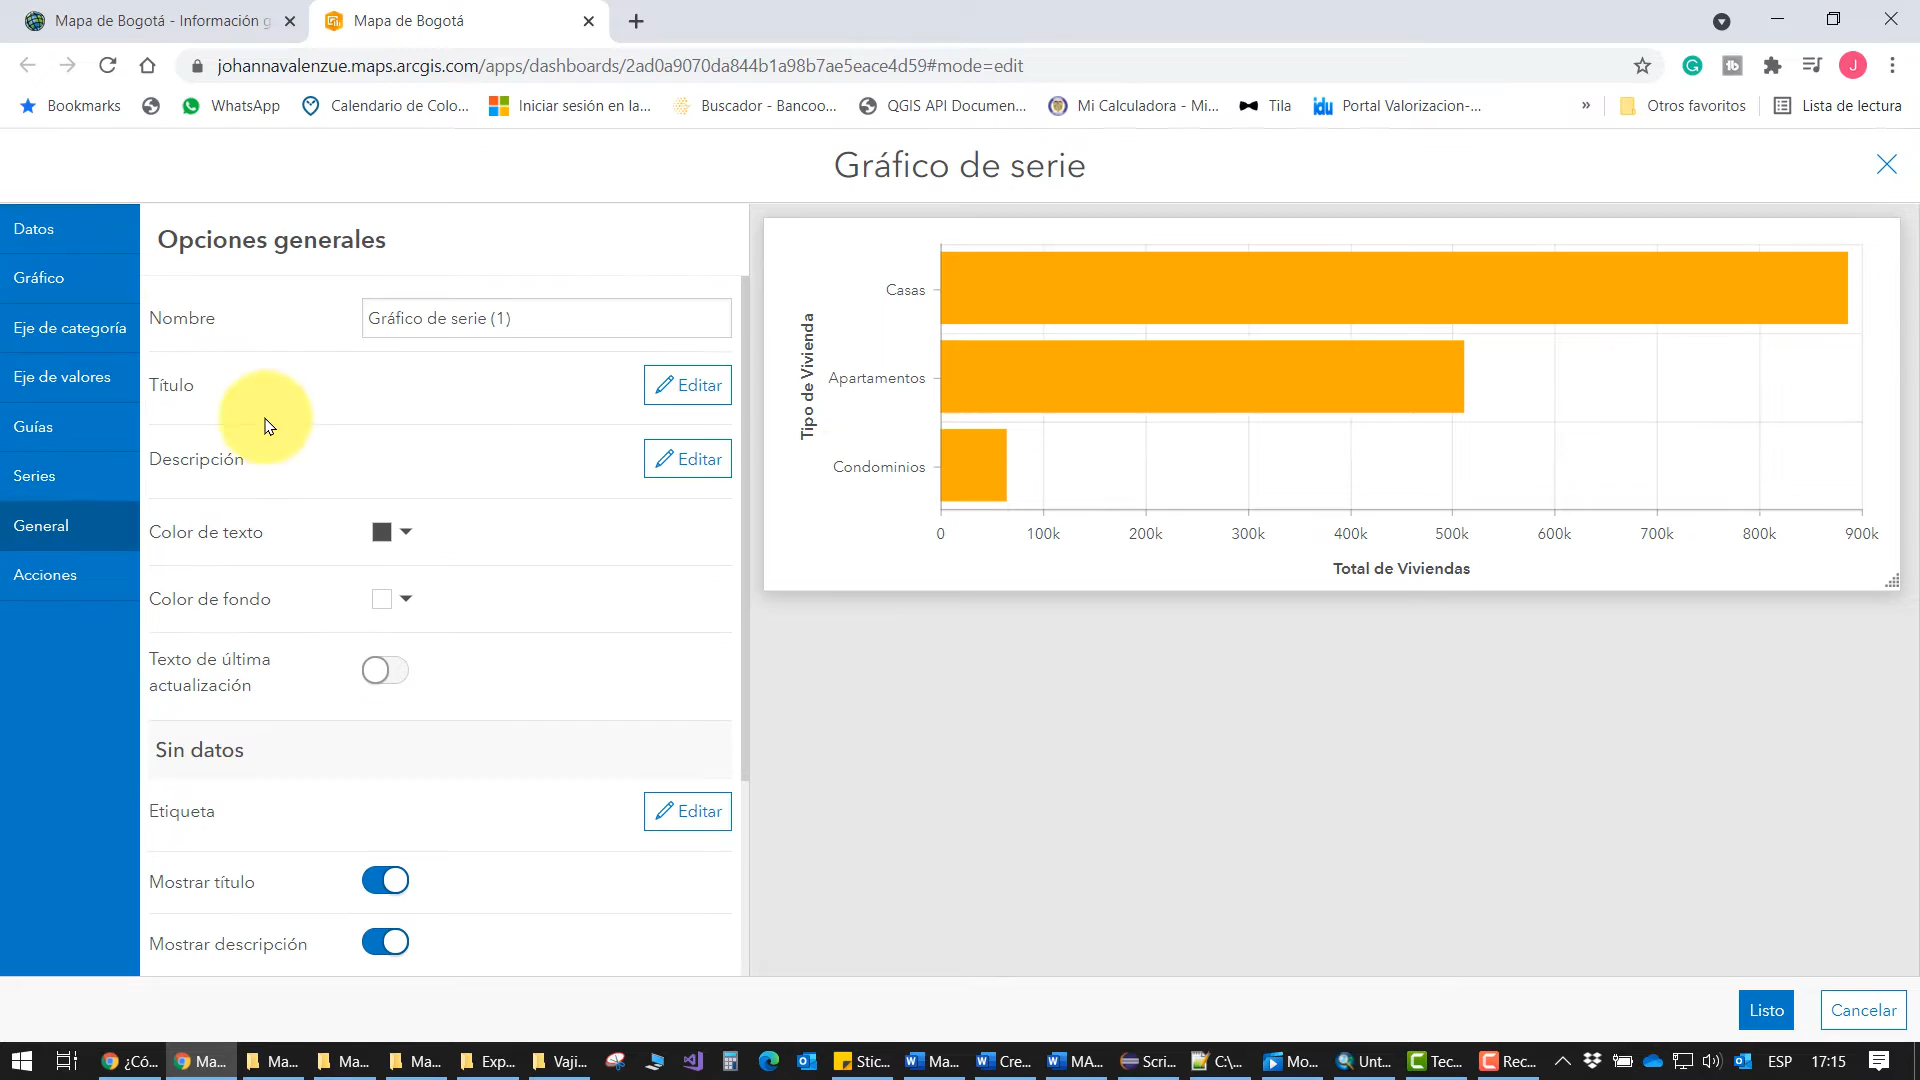 Mapa de Bogotá - Información g
Mapa de Bogotá
johannavalenzue.maps.arcgis.com/apps/dashboards/2ad0a9070da844b1a98b7ae5eace4d59#mode=edit
J
Bookmarks
WhatsApp
Calendario de Colo...
Iniciar sesión en la...
Buscador - Bancoo...
QGIS API Documen...
Mi Calculadora - Mi...
Tila
idu
Portal Valorizacion-...
»
Otros favoritos
Lista de lectura
Gráfico de serie
Datos
Gráfico
Eje de categoría
Eje de valores
Guías
Series
General
Acciones
Opciones generales
Nombre
Gráfico de serie (1)
Título
Editar
Descripción
Editar
Color de texto
Color de fondo
Texto de última
actualización
Sin datos
Etiqueta
Editar
Mostrar título
Mostrar descripción
Tipo de Vivienda
Casas
Apartamentos
Condominios
0 100k 200k 300k 400k 500k 600k 700k 800k 900k
Total de Viviendas
Listo
Cancelar
¿Có...
Ma...
Ma...
Ma...
Ma...
Exp...
Vaji...
Stic...
Ma...
Cre...
MA...
Scri...
C:\...
Mo...
Unt...
Tec...
Rec...
ESP
17:15